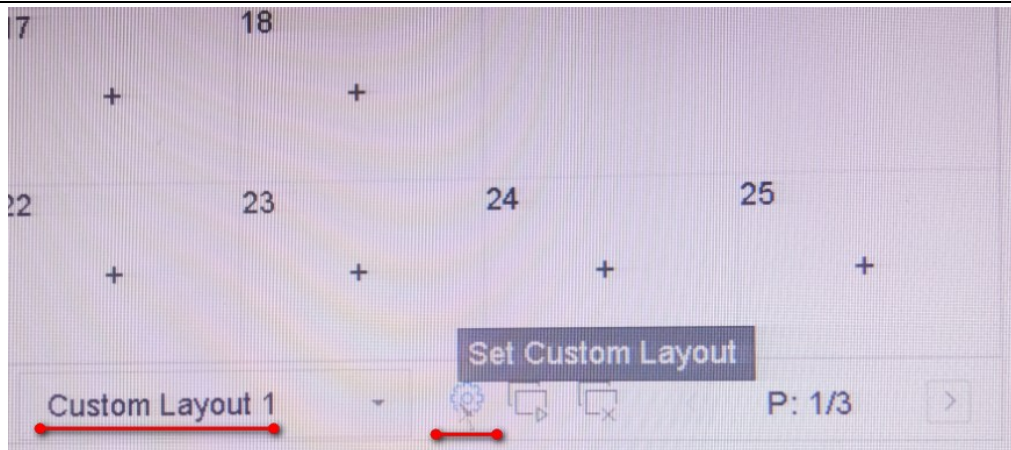 17 18
+ +
22 23 24 25
+ + + +
Set Custom Layout
Custom Layout 1 P: 1/3 >